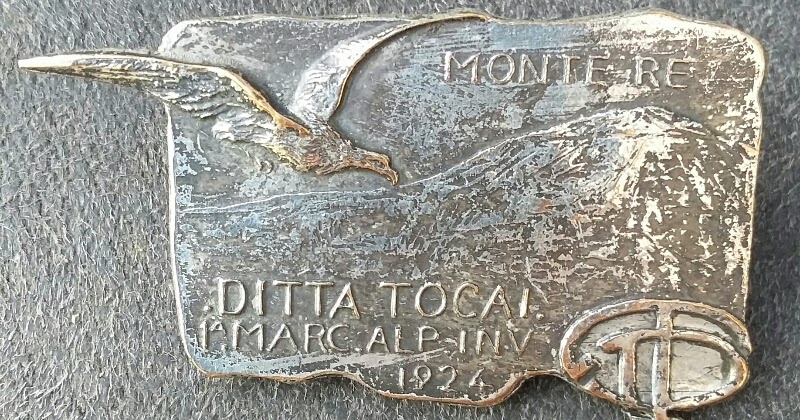 MONTE RE
DITTA TOCAI.
1A MARC. ALP. INV.
1924